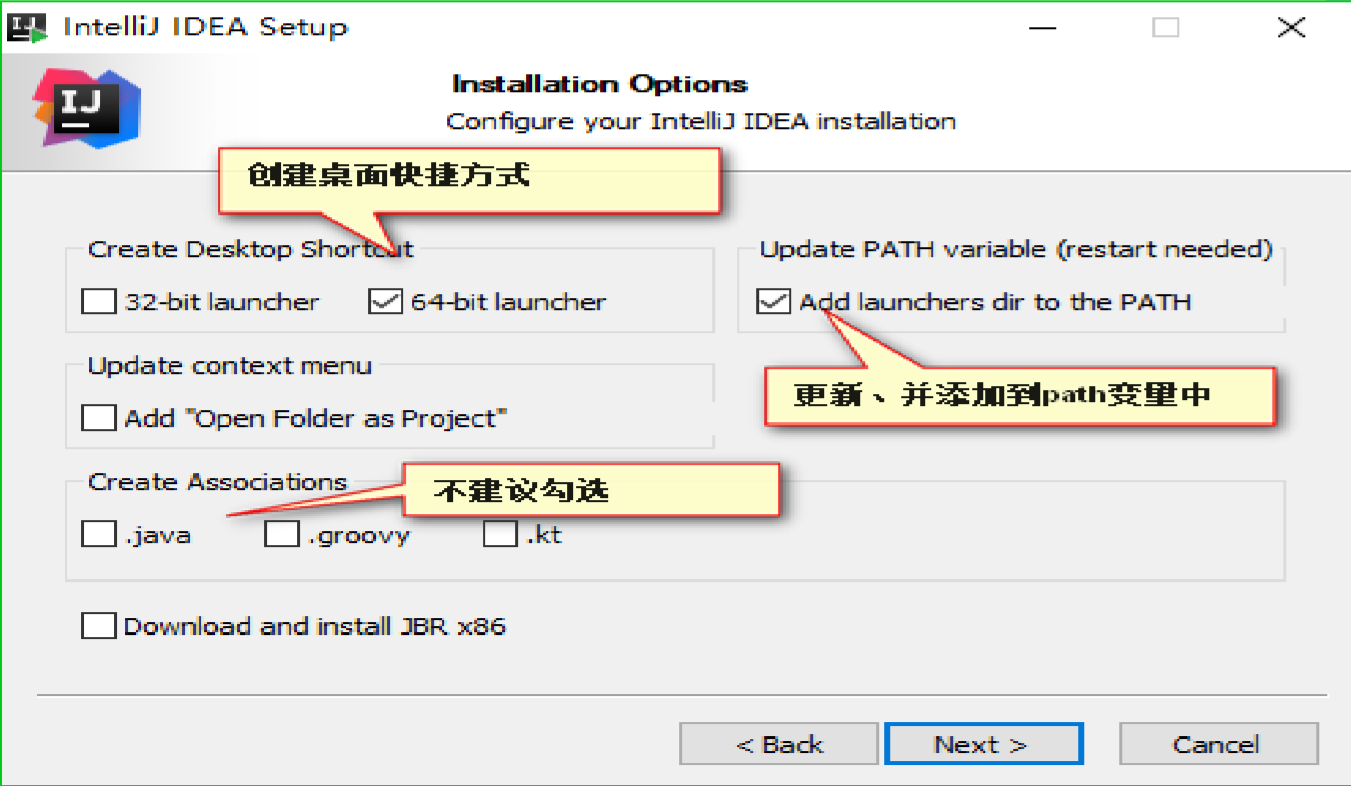 IntelliJ IDEA Setup
IJ
Installation Options
Configure your IntelliJ IDEA installation
创建桌面快捷方式
Create Desktop Shortcut
32-bit launcher
64-bit launcher
Update PATH variable (restart needed)
Add launchers dir to the PATH
更新、并添加到path变量中
Update context menu
Add "Open Folder as Project"
Create Associations
不建议勾选
.java
.groovy
.kt
Download and install JBR x86
< Back
Next >
Cancel